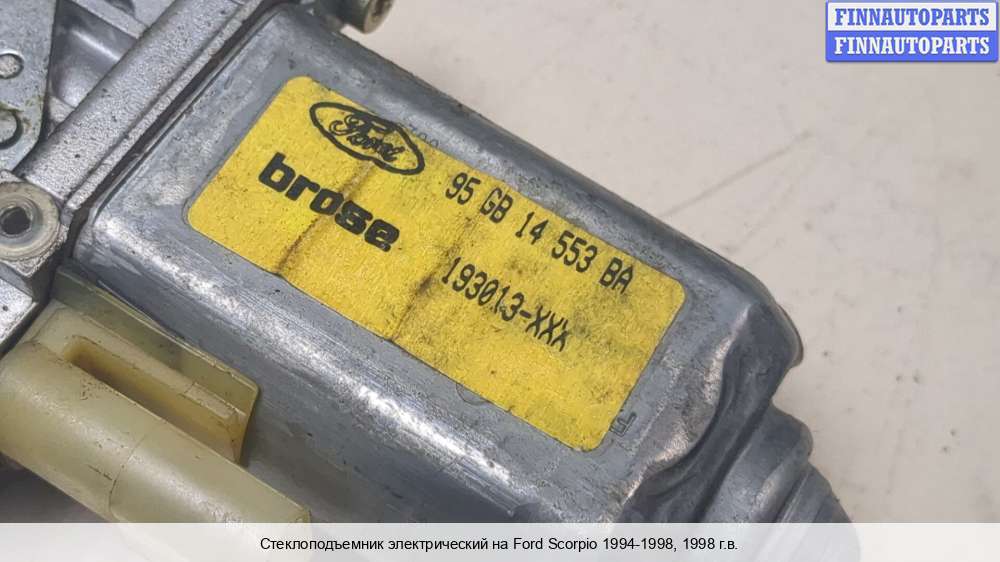 FINNAUTOPARTS
FINNAUTOPARTS
Ford
brose
95 GB 14 553 BA
193013-XXX
Стеклоподъемник электрический на Ford Scorpio 1994-1998, 1998 г.в.